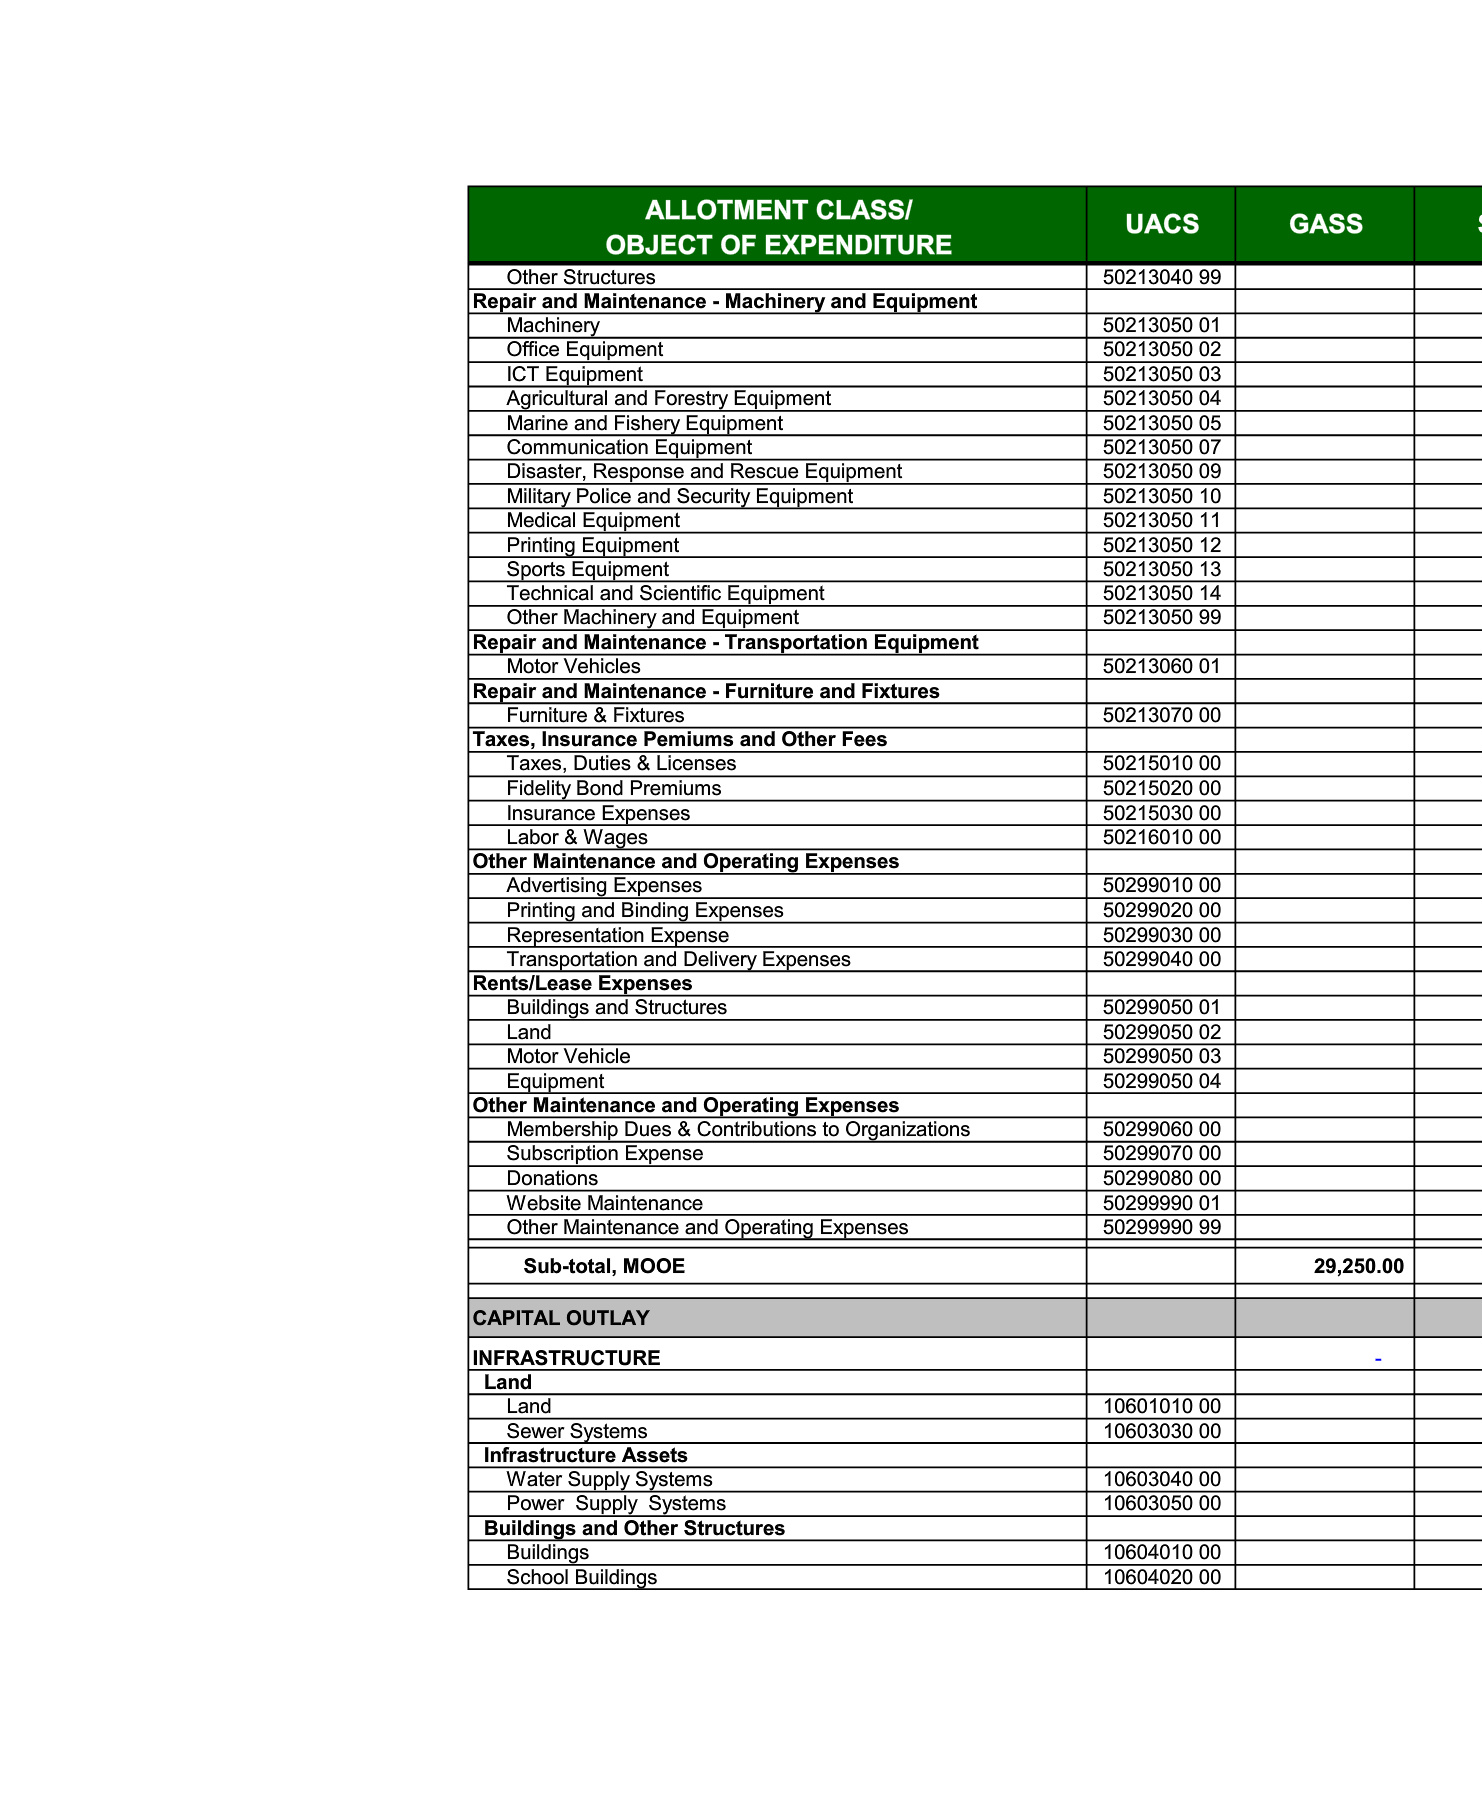 ALLOTMENT CLASS/
OBJECT OF EXPENDITURE UACS GASS
Other Structures 50213040 99
Repair and Maintenance - Machinery and Equipment
Machinery 50213050 01
Office Equipment 50213050 02
ICT Equipment 50213050 03
Agricultural and Forestry Equipment 50213050 04
Marine and Fishery Equipment 50213050 05
Communication Equipment 50213050 07
Disaster, Response and Rescue Equipment 50213050 09
Military Police and Security Equipment 50213050 10
Medical Equipment 50213050 11
Printing Equipment 50213050 12
Sports Equipment 50213050 13
Technical and Scientific Equipment 50213050 14
Other Machinery and Equipment 50213050 99
Repair and Maintenance - Transportation Equipment
Motor Vehicles 50213060 01
Repair and Maintenance - Furniture and Fixtures
Furniture & Fixtures 50213070 00
Taxes, Insurance Pemiums and Other Fees
Taxes, Duties & Licenses 50215010 00
Fidelity Bond Premiums 50215020 00
Insurance Expenses 50215030 00
Labor & Wages 50216010 00
Other Maintenance and Operating Expenses
Advertising Expenses 50299010 00
Printing and Binding Expenses 50299020 00
Representation Expense 50299030 00
Transportation and Delivery Expenses 50299040 00
Rents/Lease Expenses
Buildings and Structures 50299050 01
Land 50299050 02
Motor Vehicle 50299050 03
Equipment 50299050 04
Other Maintenance and Operating Expenses
Membership Dues & Contributions to Organizations 50299060 00
Subscription Expense 50299070 00
Donations 50299080 00
Website Maintenance 50299990 01
Other Maintenance and Operating Expenses 50299990 99
Sub-total, MOOE 29,250.00
CAPITAL OUTLAY
INFRASTRUCTURE -
Land
Land 10601010 00
Sewer Systems 10603030 00
Infrastructure Assets
Water Supply Systems 10603040 00
Power Supply Systems 10603050 00
Buildings and Other Structures
Buildings 10604010 00
School Buildings 10604020 00